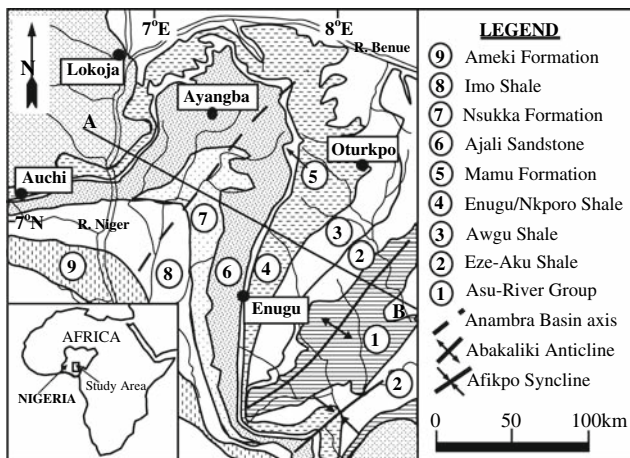 7°E
8°E
R. Benue
N
Lokoja
Ayangba
A
Oturkpo
Auchi
5
7°N
R. Niger
7
3
2
9
8
6
4
Enugu
B
1
2
AFRICA
Study Area
NIGERIA
LEGEND
9 Ameki Formation
8 Imo Shale
7 Nsukka Formation
6 Ajali Sandstone
5 Mamu Formation
4 Enugu/Nkporo Shale
3 Awgu Shale
2 Eze-Aku Shale
1 Asu-River Group
Anambra Basin axis
Abakaliki Anticline
Afikpo Syncline
0 50 100km